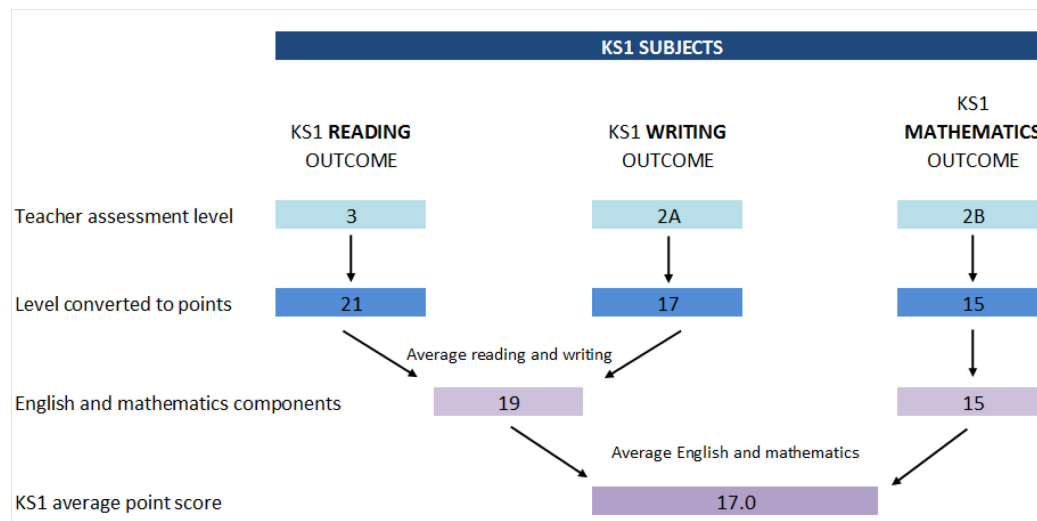 KS1 SUBJECTS
KS1 READING
OUTCOME
KS1 WRITING
OUTCOME
KS1
MATHEMATICS
OUTCOME
Teacher assessment level
3
2A
2B
Level converted to points
21
17
15
Average reading and writing
English and mathematics components
19
15
Average English and mathematics
KS1 average point score
17.0